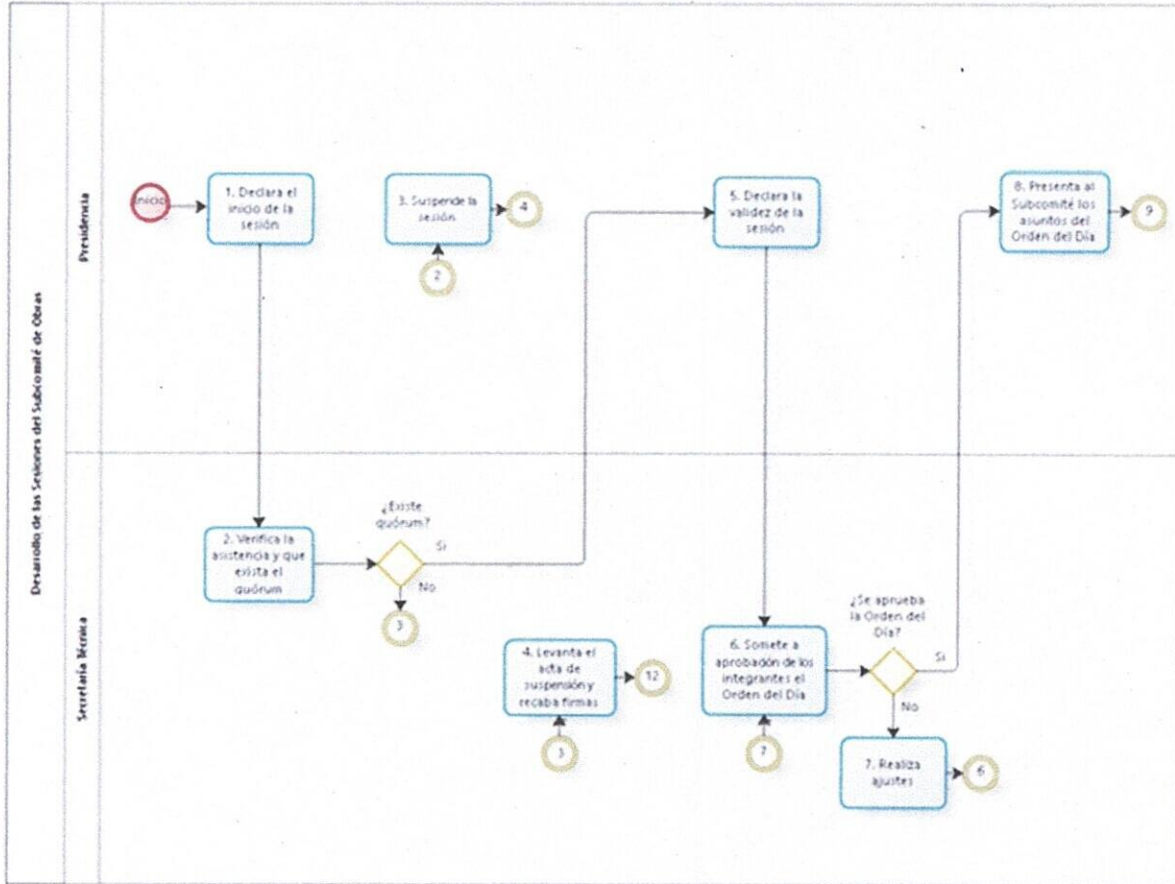 Desarrollo de las Sesiones del Subcomité de Obras
Presidencia
Inicio
1. Declara el
inicio de la
sesión
3. Suspende la
sesión
4
2
5. Declara la
validez de la
sesión
8. Presenta al
Subcomité los
asuntos del
Orden del Día
9
Secretaría Técnica
2. Verifica la
asistencia y que
exista el
quórum
¿Existe
quórum?
Si
No
3
4. Levanta el
acta de
suspensión y
recaba firmas
12
3
6. Somete a
aprobación de los
integrantes el
Orden del Día
7
¿Se aprueba
la Orden del
Día?
Si
No
7. Realiza
ajustes
6